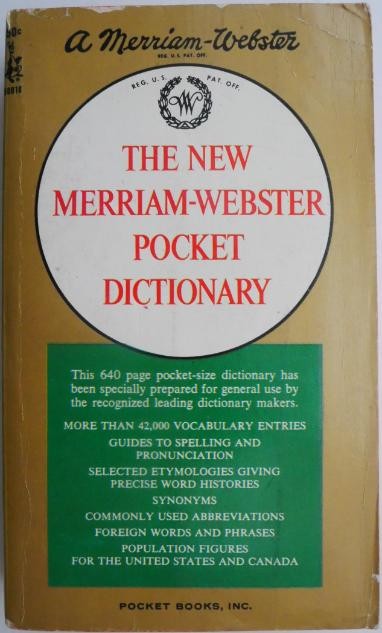 A Merriam-Webster
REG. U.S. PAT. OFF.
REG. U.S. PAT. OFF.
W
THE NEW
MERRIAM-WEBSTER
POCKET
DICTIONARY
This 640 page pocket-size dictionary has
been specially prepared for general use by
the recognized leading dictionary makers.
MORE THAN 42,000 VOCABULARY ENTRIES
GUIDES TO SPELLING AND
PRONUNCIATION
SELECTED ETYMOLOGIES GIVING
PRECISE WORD HISTORIES
SYNONYMS
COMMONLY USED ABBREVIATIONS
FOREIGN WORDS AND PHRASES
POPULATION FIGURES
FOR THE UNITED STATES AND CANADA
POCKET BOOKS, INC.